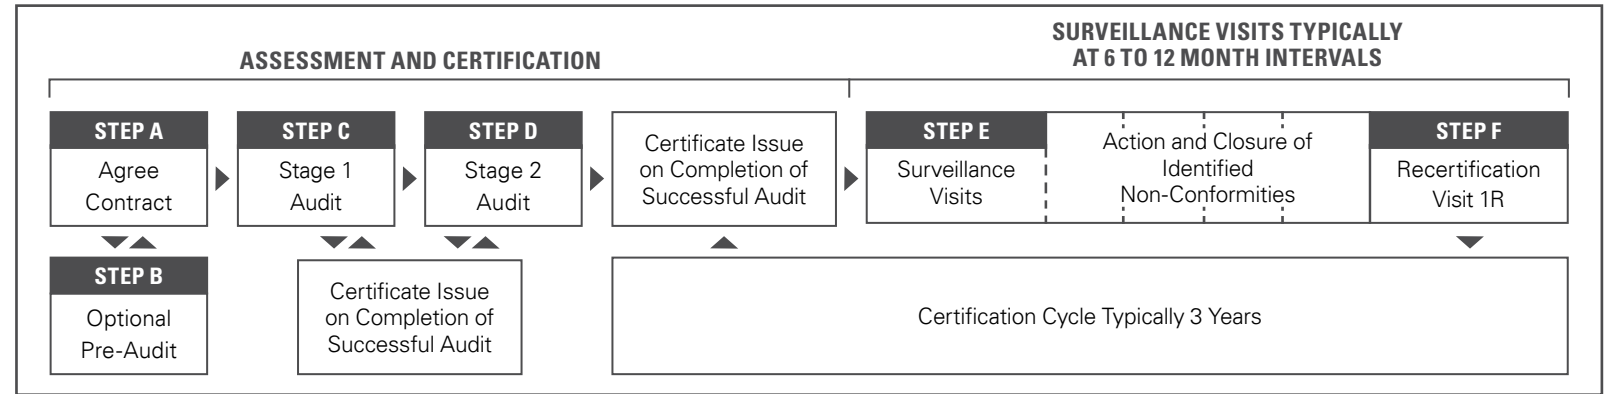 ASSESSMENT AND CERTIFICATION
SURVEILLANCE VISITS TYPICALLY
AT 6 TO 12 MONTH INTERVALS
STEP A
Agree
Contract
STEP B
Optional
Pre-Audit
STEP C
Stage 1
Audit
STEP D
Stage 2
Audit
Certificate Issue
on Completion of
Successful Audit
Certificate Issue
on Completion of
Successful Audit
STEP E
Surveillance
Visits
Action and Closure of
Identified
Non-Conformities
STEP F
Recertification
Visit 1R
Certification Cycle Typically 3 Years